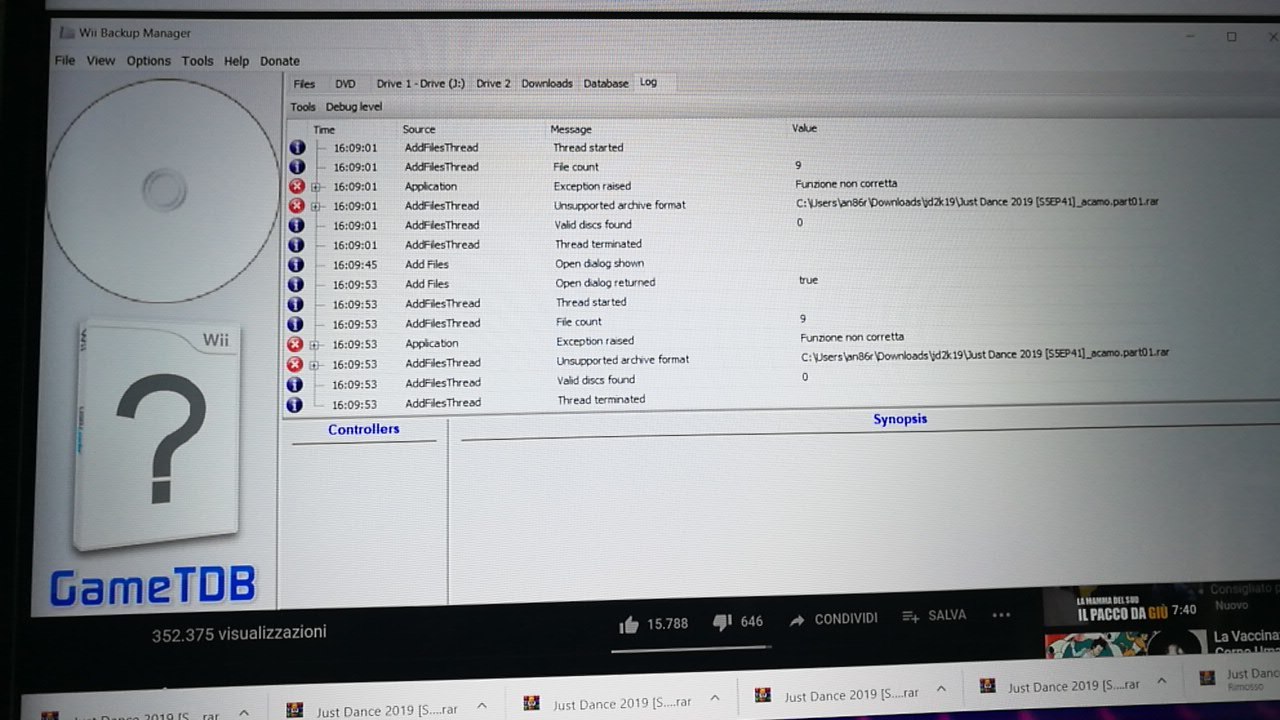 Wii Backup Manager
File View Options Tools Help Donate
Files DVD Drive 1 - Drive (J:) Drive 2 Downloads Database Log
Tools Debug level
Time Source Message Value
16:09:01 AddFilesThread Thread started
16:09:01 AddFilesThread File count 9
16:09:01 Application Exception raised Funzione non corretta
16:09:01 AddFilesThread Unsupported archive format C:\Users\an86r\Downloads\jd2k19\Just Dance 2019 [S5EP41]_acamo.part01.rar
16:09:01 AddFilesThread Valid discs found 0
16:09:01 AddFilesThread Thread terminated
16:09:45 Add Files Open dialog shown
16:09:53 Add Files Open dialog returned true
16:09:53 AddFilesThread Thread started
16:09:53 AddFilesThread File count 9
16:09:53 Application Exception raised Funzione non corretta
16:09:53 AddFilesThread Unsupported archive format C:\Users\an86r\Downloads\jd2k19\Just Dance 2019 [S5EP41]_acamo.part01.rar
16:09:53 AddFilesThread Valid discs found 0
16:09:53 AddFilesThread Thread terminated
Wii
?
GameTDB
Controllers Synopsis
352.375 visualizzazioni
15.788 646 CONDIVIDI SALVA
LA MAMMA DEL SUD
IL PACCO DA GIÙ 7:40
Consigliato
Nuovo
La Vaccina
Just Dance 2019 [S....rar
Just Dance 2019 [S....rar
Just Dance 2019 [S....rar
Just Dance 2019 [S....rar
Just Dance 2019 [S....rar
Just Danc
Rimosso